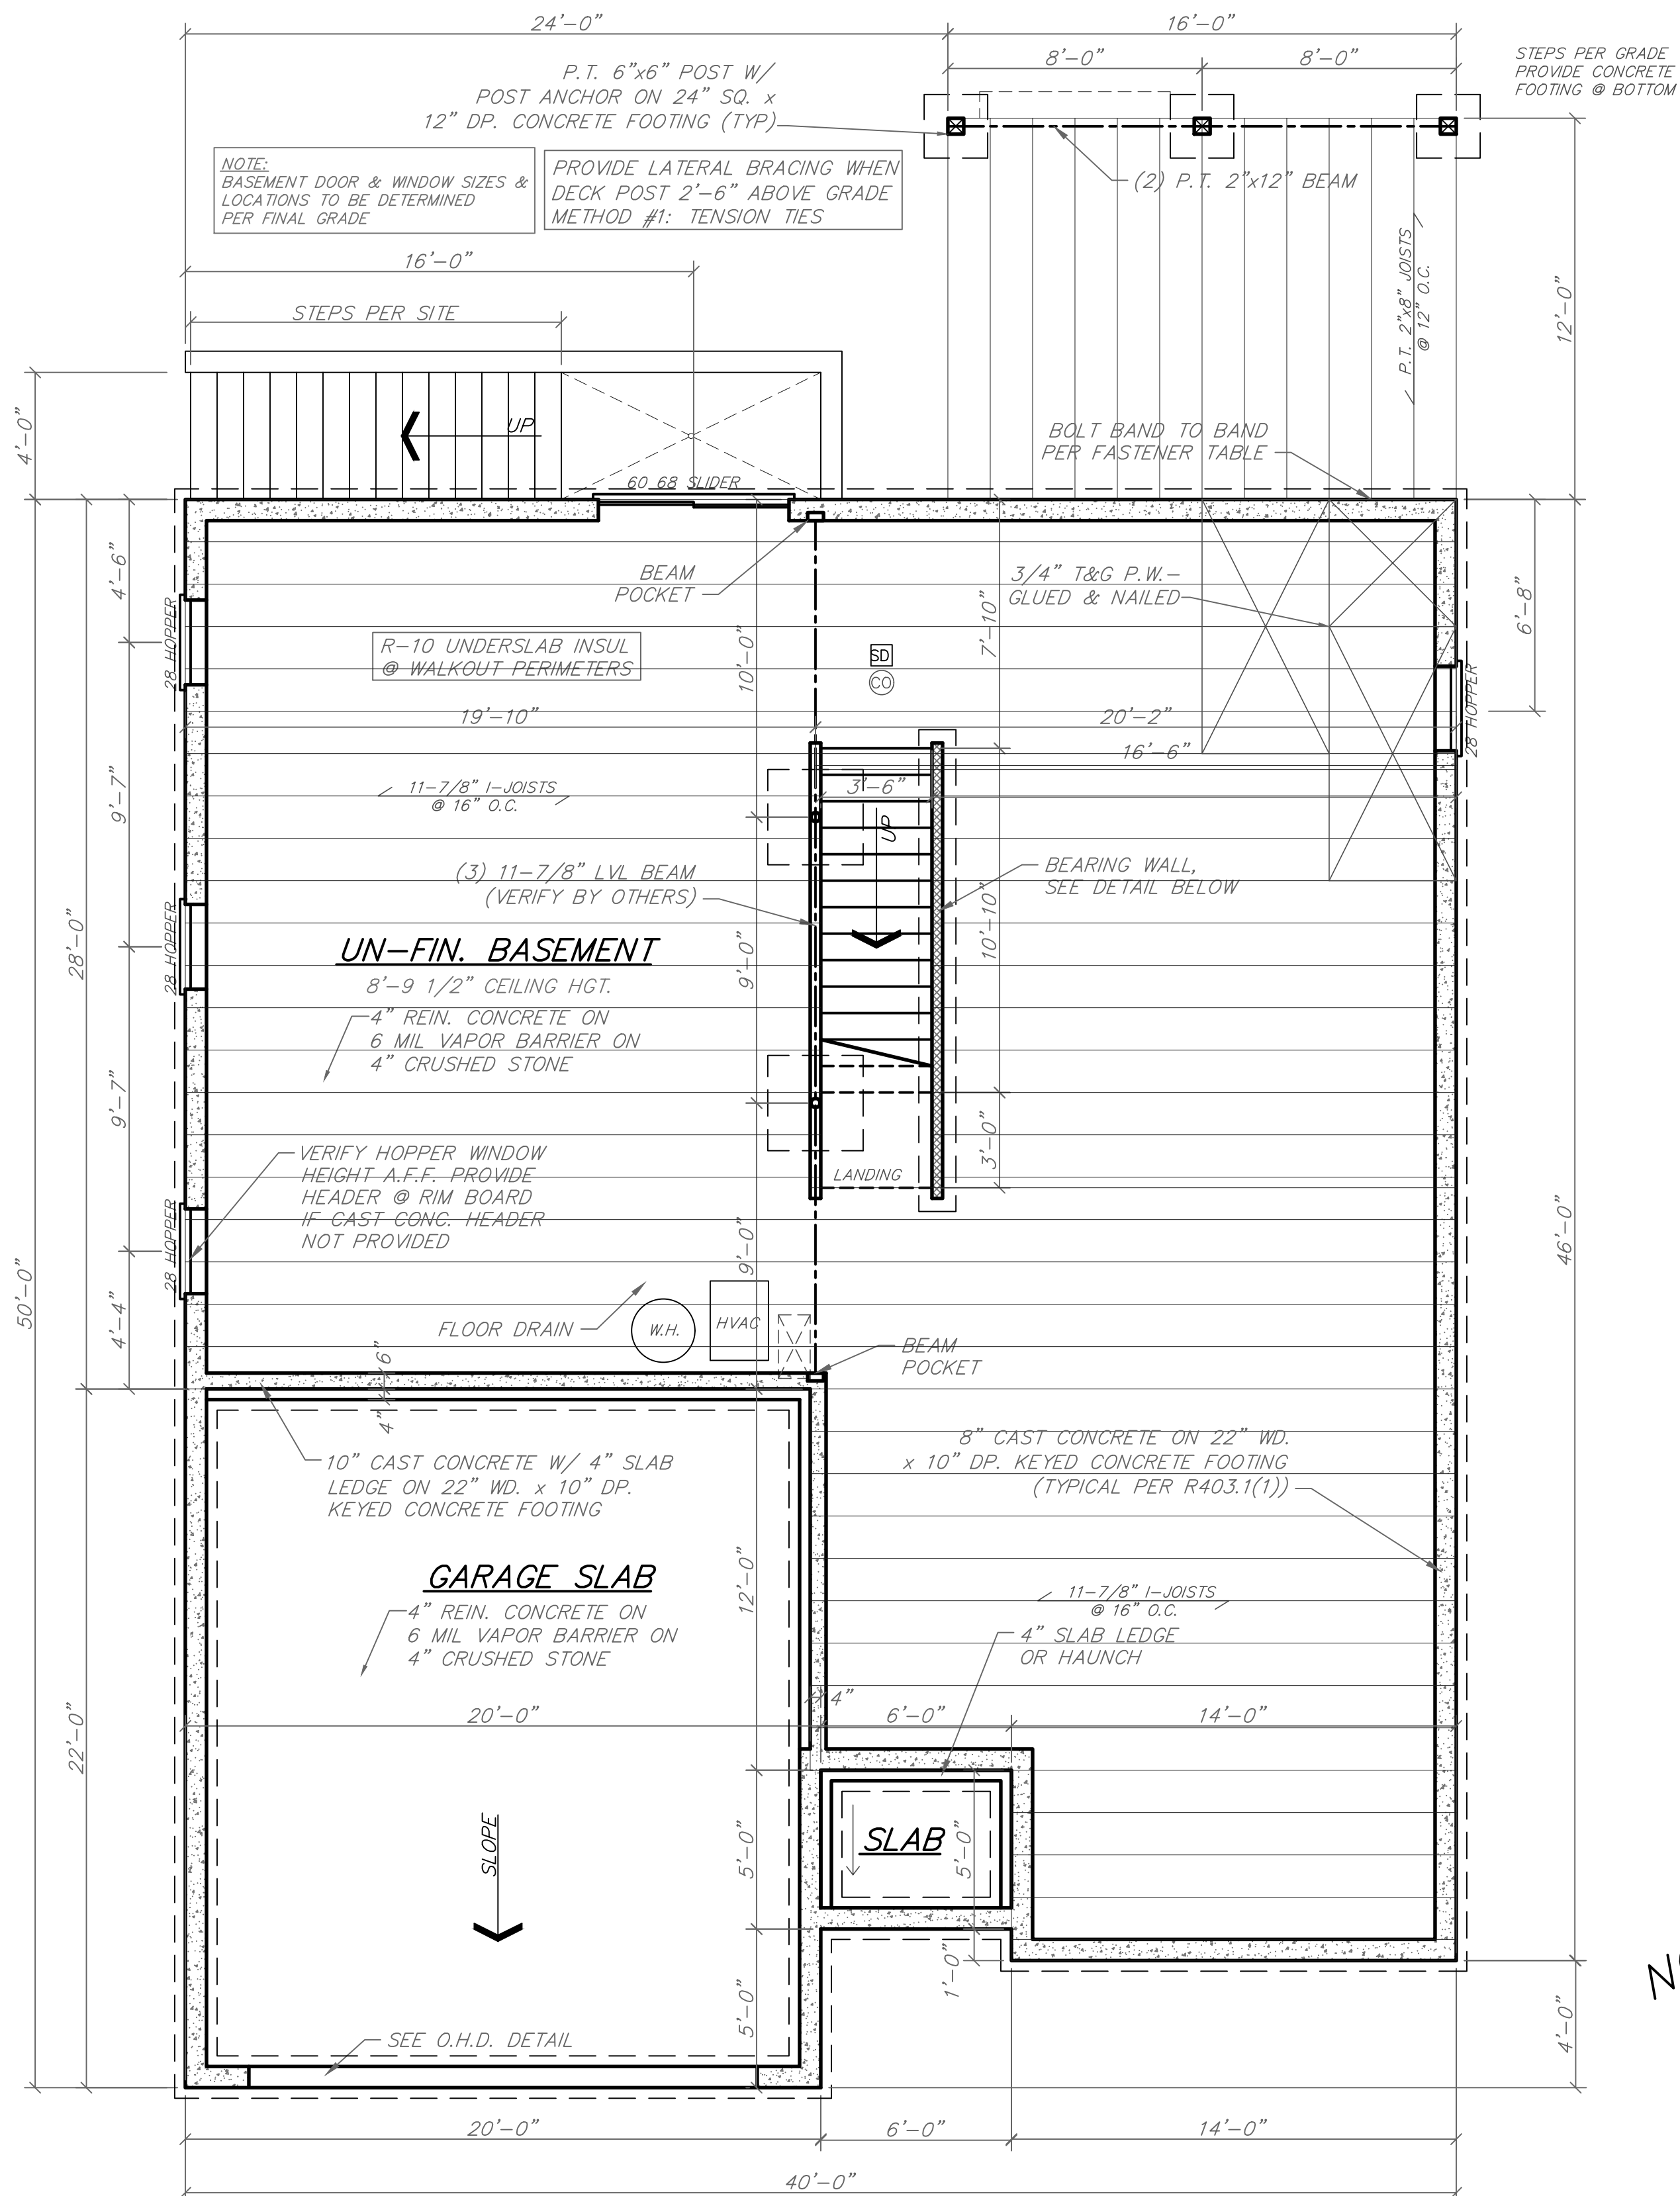 24'-0"
16'-0"
8'-0"
8'-0"
STEPS PER GRADE
PROVIDE CONCRETE
FOOTING @ BOTTOM
P.T. 6"x6" POST W/
POST ANCHOR ON 24" SQ. x
12" DP. CONCRETE FOOTING (TYP)
NOTE:
BASEMENT DOOR & WINDOW SIZES &
LOCATIONS TO BE DETERMINED
PER FINAL GRADE
PROVIDE LATERAL BRACING WHEN
DECK POST 2'-6" ABOVE GRADE
METHOD #1: TENSION TIES
(2) P.T. 2"x12" BEAM
P.T. 2"x8" JOISTS
@ 12" O.C.
12'-0"
16'-0"
STEPS PER SITE
4'-0"
UP
BOLT BAND TO BAND
PER FASTENER TABLE
60 68 SLIDER
4'-6"
28 HOPPER
BEAM
POCKET
3/4" T&G P.W.-
GLUED & NAILED
6'-8"
R-10 UNDERSLAB INSUL
@ WALKOUT PERIMETERS
10'-0"
SD
CO
7'-10"
28 HOPPER
19'-10"
20'-2"
16'-6"
3'-6"
9'-7"
11-7/8" I-JOISTS
@ 16" O.C.
UP
(3) 11-7/8" LVL BEAM
(VERIFY BY OTHERS)
BEARING WALL,
SEE DETAIL BELOW
28'-0"
28 HOPPER
UN-FIN. BASEMENT
8'-9 1/2" CEILING HGT.
9'-0"
10'-10"
4" REIN. CONCRETE ON
6 MIL VAPOR BARRIER ON
4" CRUSHED STONE
9'-7"
3'-0"
LANDING
VERIFY HOPPER WINDOW
HEIGHT A.F.F. PROVIDE
HEADER @ RIM BOARD
IF CAST CONC. HEADER
NOT PROVIDED
28 HOPPER
9'-0"
46'-0"
50'-0"
4'-4"
FLOOR DRAIN
W.H.
HVAC
BEAM
POCKET
6"
4"
10" CAST CONCRETE W/ 4" SLAB
LEDGE ON 22" WD. x 10" DP.
KEYED CONCRETE FOOTING
8" CAST CONCRETE ON 22" WD.
x 10" DP. KEYED CONCRETE FOOTING
(TYPICAL PER R403.1(1))
GARAGE SLAB
4" REIN. CONCRETE ON
6 MIL VAPOR BARRIER ON
4" CRUSHED STONE
12'-0"
11-7/8" I-JOISTS
@ 16" O.C.
4" SLAB LEDGE
OR HAUNCH
22'-0"
20'-0"
4"
6'-0"
14'-0"
SLOPE
5'-0"
SLAB
5'-0"
1'-0"
5'-0"
4'-0"
SEE O.H.D. DETAIL
20'-0"
6'-0"
14'-0"
40'-0"